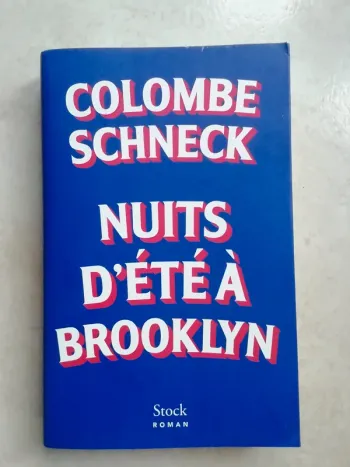 COLOMBE
SCHNECK
NUITS
D'ÉTÉ À
BROOKLYN
Stock
ROMAN